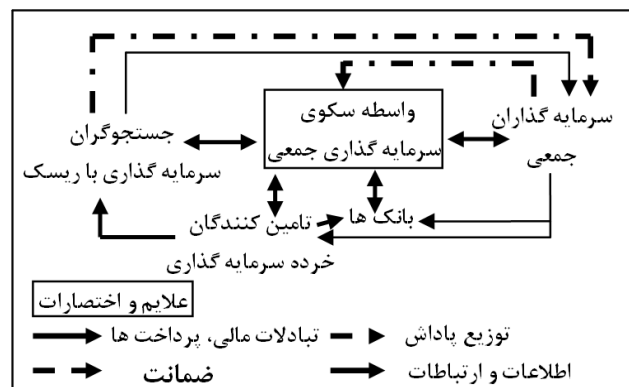 واسطه سکوی
سرمایه گذاری جمعی
سرمایه گذاران
جمعی
جستجوگران
سرمایه گذاری با ریسک
بانک ها
تامین کنندگان
خرده سرمایه گذاری
علایم و اختصارات
توزیع پاداش
تبادلات مالی، پرداخت ها
اطلاعات و ارتباطات
ضمانت